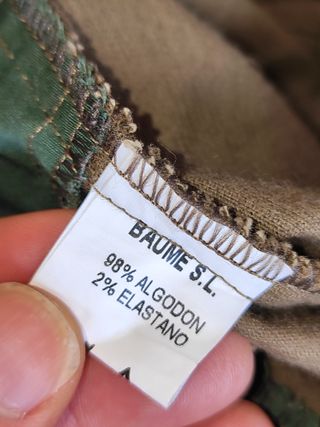 BAUME S.L.
98% ALGODON
2% ELASTANO